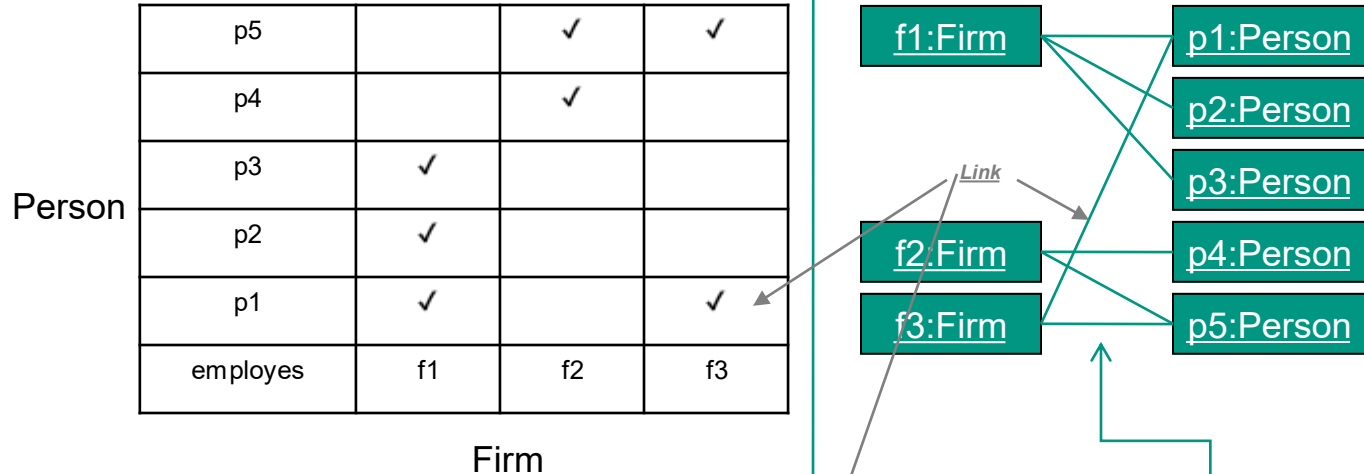 p5 ✓ ✓
p4 ✓
p3 ✓
p2 ✓
p1 ✓ ✓
employes f1 f2 f3
Person
Firm
f1:Firm
f2:Firm
f3:Firm
Link
p1:Person
p2:Person
p3:Person
p4:Person
p5:Person